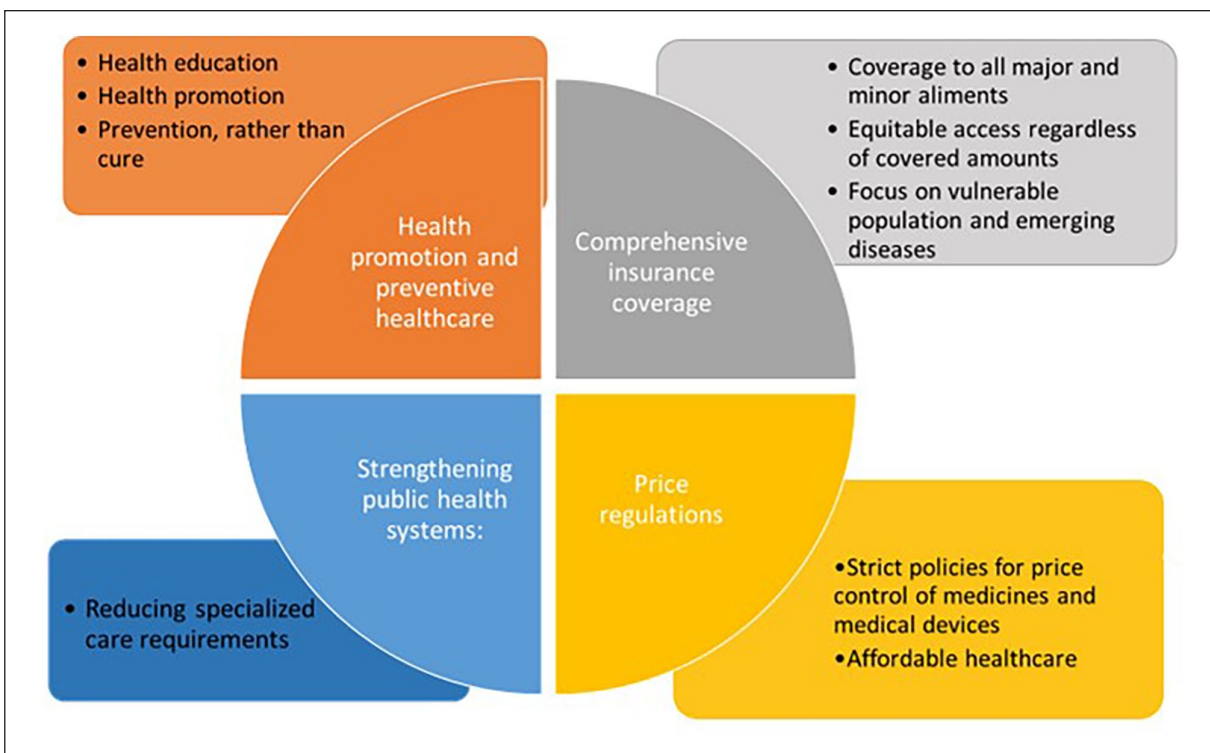 • Health education
• Health promotion
• Prevention, rather than
cure
Health
promotion and
preventive
healthcare
• Coverage to all major and
minor aliments
• Equitable access regardless
of covered amounts
• Focus on vulnerable
population and emerging
diseases
Comprehensive
insurance
coverage
Strengthening
public health
systems:
• Reducing specialized
care requirements
Price
regulations
•Strict policies for price
control of medicines and
medical devices
•Affordable healthcare